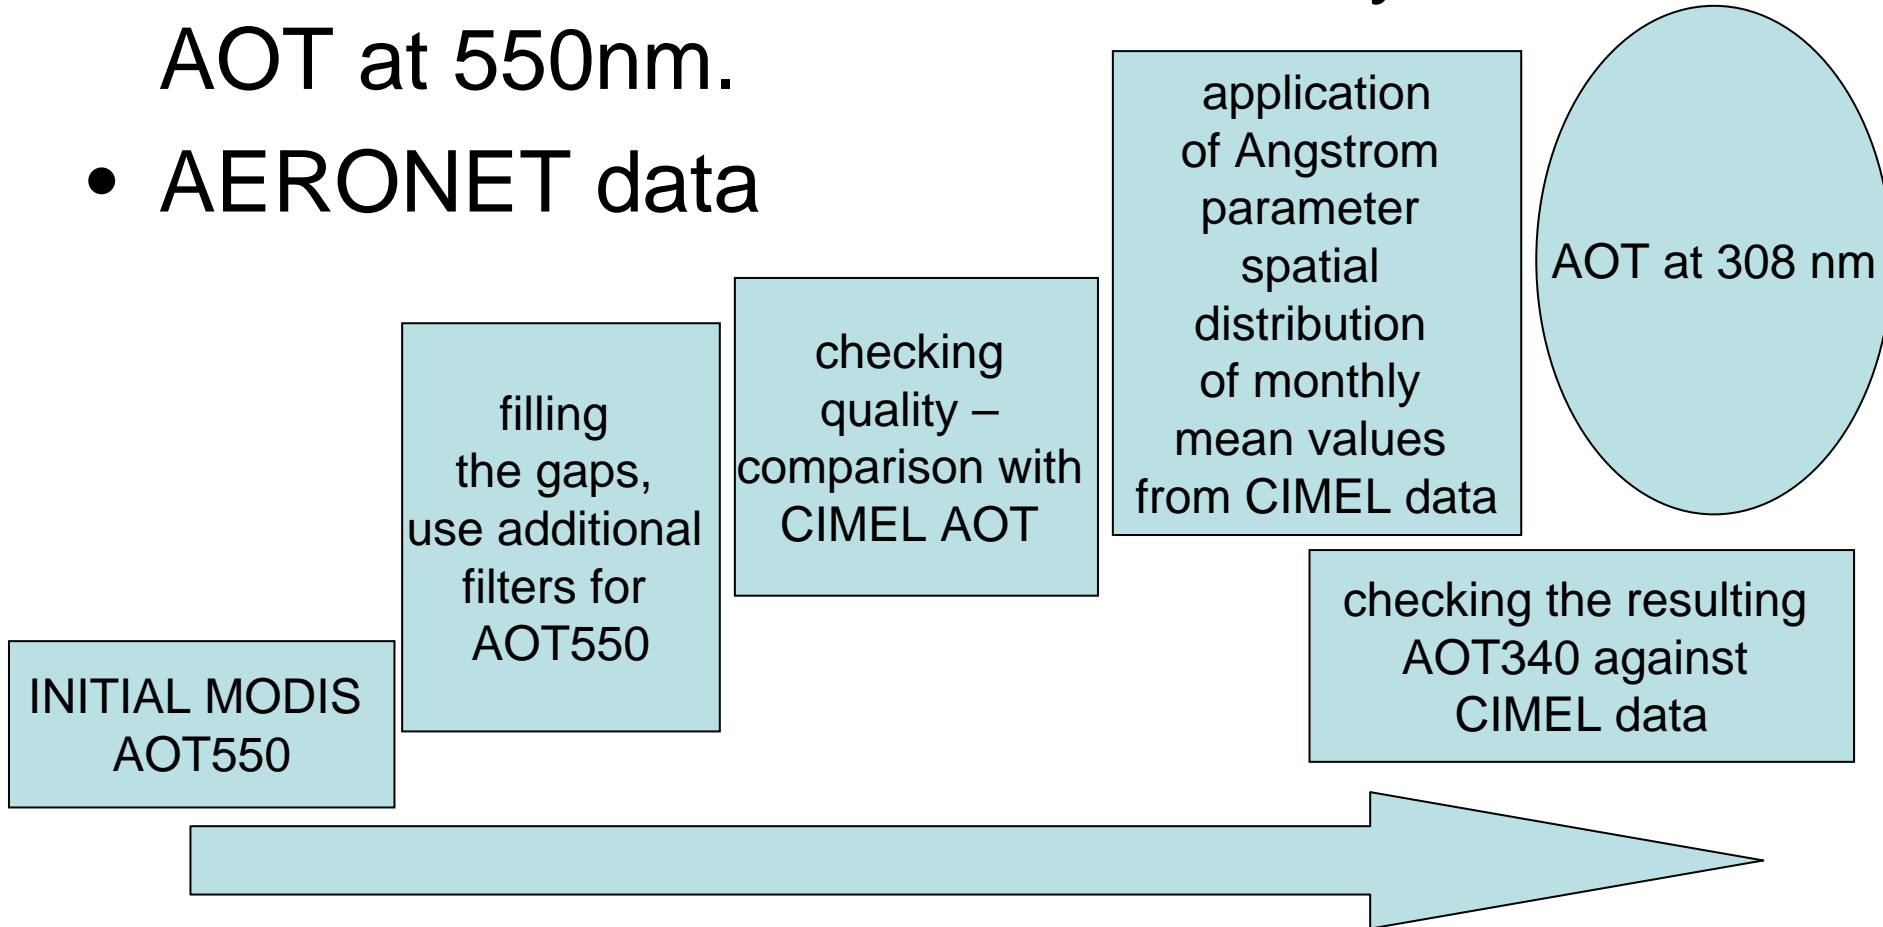 AOT at 550nm.
• AERONET data
INITIAL MODIS
AOT550
filling
the gaps,
use additional
filters for
AOT550
checking
quality –
comparison with
CIMEL AOT
application
of Angstrom
parameter
spatial
distribution
of monthly
mean values
from CIMEL data
AOT at 308 nm
checking the resulting
AOT340 against
CIMEL data